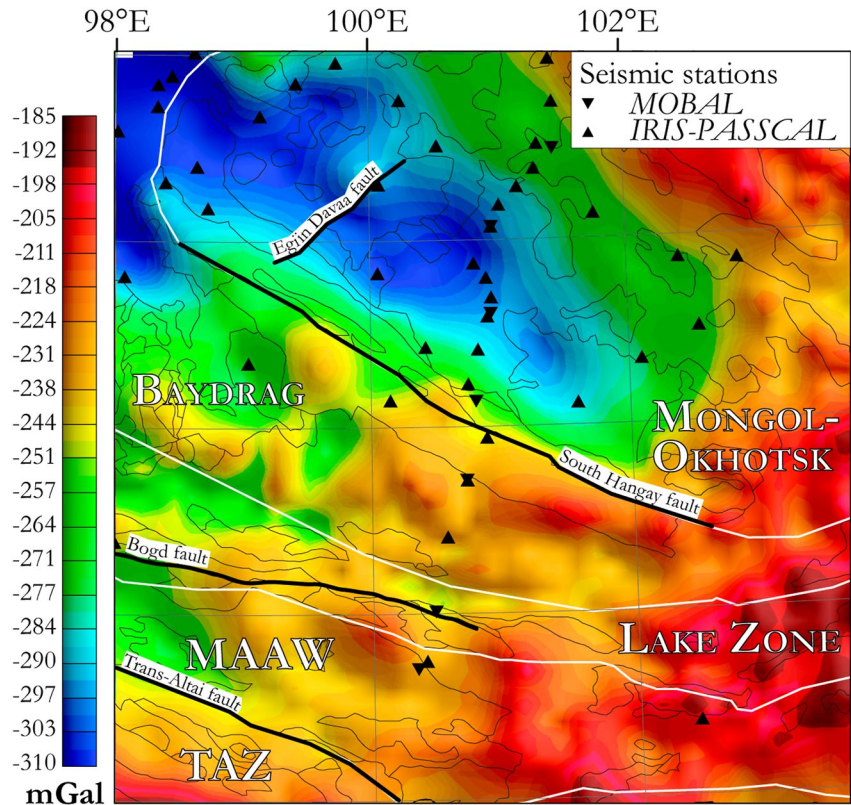 98°E 100°E 102°E
Seismic stations
MOBAL
IRIS-PASSCAL
-185
-192
-198
-205
-211
-218
-224
-231
-238
-244
-251
-257
-264
-271
-277
-284
-290
-297
-303
-310
mGal
Egiin Davaa fault
BAYDRAG
MONGOL-
OKHOTSK
South Hangay fault
Bogd fault
LAKE ZONE
MAAW
Trans-Altai fault
TAZ